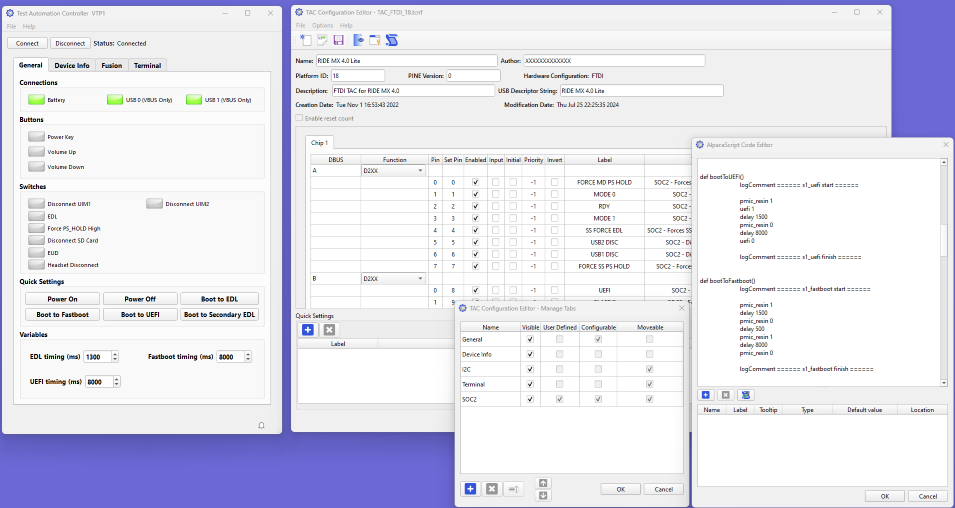 Test Automation Controller VTP1
File Help
Connect Disconnect Status: Connected
General Device Info Fusion Terminal
Connections
Battery USB 0 (VBUS Only) USB 1 (VBUS Only)
Buttons
Power Key
Volume Up
Volume Down
Switches
Disconnect UIM1 Disconnect UIM2
EDL
Force PS_HOLD High
Disconnect SD Card
EUD
Headset Disconnect
Quick Settings
Power On Power Off Boot to EDL
Boot to Fastboot Boot to UEFI Boot to Secondary EDL
Variables
EDL timing (ms) 1300 Fastboot timing (ms) 8000
UEFI timing (ms) 8000
TAC Configuration Editor - TAC_FTDI_18.tcnf
File Options Help
Name: RIDE MX 4.0 Lite Author: XXXXXXXXXXXXX
Platform ID: 18 PINE Version: 0 Hardware Configuration: FTDI
Description: FTDI TAC for RIDE MX 4.0 USB Descriptor String: RIDE MX 4.0 Lite
Creation Date: Tue Nov 1 16:53:43 2022 Modification Date: Thu Jul 25 22:25:35 2024
Enable reset count
Chip 1
DBUS Function Pin Set Pin Enabled Input Initial Priority Invert Label
A D2XX
0 0 -1 FORCE MD PS HOLD SOC2 - Forces
1 1 -1 MODE 0 SOC2 -
2 2 -1 RDY SOC2 -
3 3 -1 MODE 1 SOC2 -
4 4 -1 SS FORCE EDL SOC2 - Forces SS
5 5 -1 USB2 DISC SOC2 - Di
6 6 -1 USB1 DISC SOC2 - Di
7 7 -1 FORCE SS PS HOLD SOC2 - Forces
B D2XX
0 8 -1 UEFI SOC2 -
1 9 -1
Quick Settings
Label
TAC Configuration Editor - Manage Tabs
Name Visible User Defined Configurable Moveable
General
Device Info
I2C
Terminal
SOC2
OK Cancel
AlpacaScript Code Editor
def bootToUEFI()
logComment ====== s1_uefi start ======
pmic_resin 1
uefi 1
delay 1500
pmic_resin 0
delay 8000
uefi 0
logComment ====== s1_uefi finish ======
def bootToFastboot()
logComment ====== s1_fastboot start ======
pmic_resin 1
delay 1500
pmic_resin 0
delay 500
pmic_resin 1
delay 8000
pmic_resin 0
logComment ====== s1_fastboot finish ======
Name Label Tooltip Type Default value Location
OK Cancel